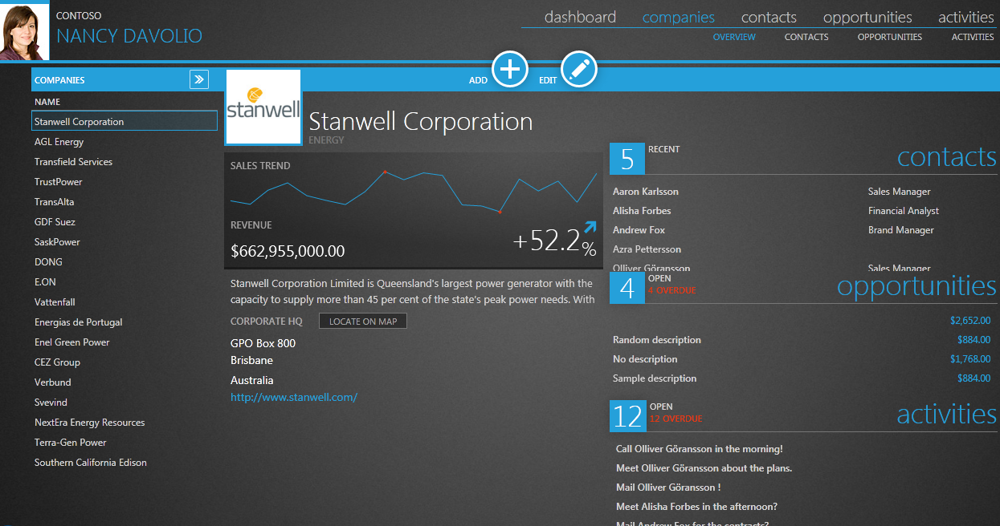 CONTOSO
NANCY DAVOLIO
dashboard companies contacts opportunities activities
OVERVIEW CONTACTS OPPORTUNITIES ACTIVITIES
COMPANIES
ADD
EDIT
NAME
Stanwell Corporation
AGL Energy
Transfield Services
TrustPower
TransAlta
GDF Suez
SaskPower
DONG
E.ON
Vattenfall
Energias de Portugal
Enel Green Power
CEZ Group
Verbund
Svevind
NextEra Energy Resources
Terra-Gen Power
Southern California Edison
stanwell
Stanwell Corporation
ENERGY
SALES TREND
REVENUE
$662,955,000.00
+52.2%
Stanwell Corporation Limited is Queensland's largest power generator with the
capacity to supply more than 45 per cent of the state's peak power needs. With
CORPORATE HQ LOCATE ON MAP
GPO Box 800
Brisbane
Australia
http://www.stanwell.com/
5 RECENT contacts
Aaron Karlsson Sales Manager
Alisha Forbes Financial Analyst
Andrew Fox Brand Manager
Azra Pettersson
Olliver Göransson Sales Manager
4 OPEN opportunities
4 OVERDUE
$2,652.00
Random description $884.00
No description $1,768.00
Sample description $884.00
12 OPEN activities
12 OVERDUE
Call Olliver Göransson in the morning!
Meet Olliver Göransson about the plans.
Mail Olliver Göransson !
Meet Alisha Forbes in the afternoon?
Mail Andrew Fox for the contracts?